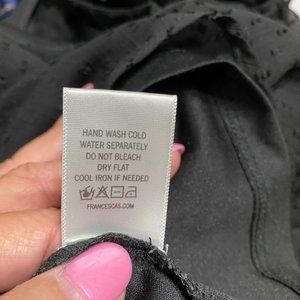 HAND WASH COLD
WATER SEPARATELY
DO NOT BLEACH
DRY FLAT
COOL IRON IF NEEDED
FRANCESCAS.COM